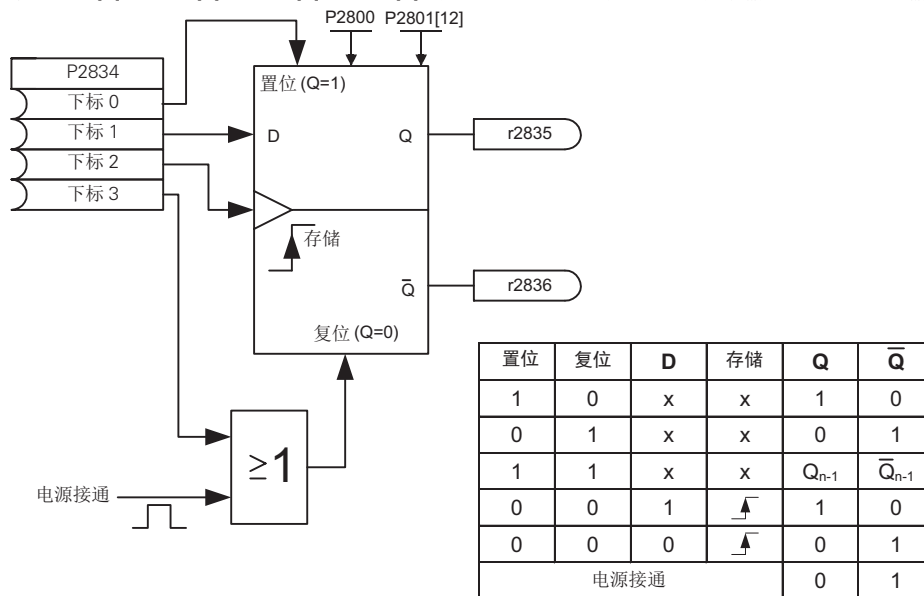 P2800 P2801[12]
P2834
下标 0
下标 1
下标 2
下标 3
置位 (Q=1)
D
Q
r2835
存储
Q̅
r2836
复位 (Q=0)
≥1
电源接通
置位 复位 D 存储 Q Q̅
1 0 x x 1 0
0 1 x x 0 1
1 1 x x Qn-1 Q̅n-1
0 0 1 1 0
0 0 0 0 1
电源接通 0 1